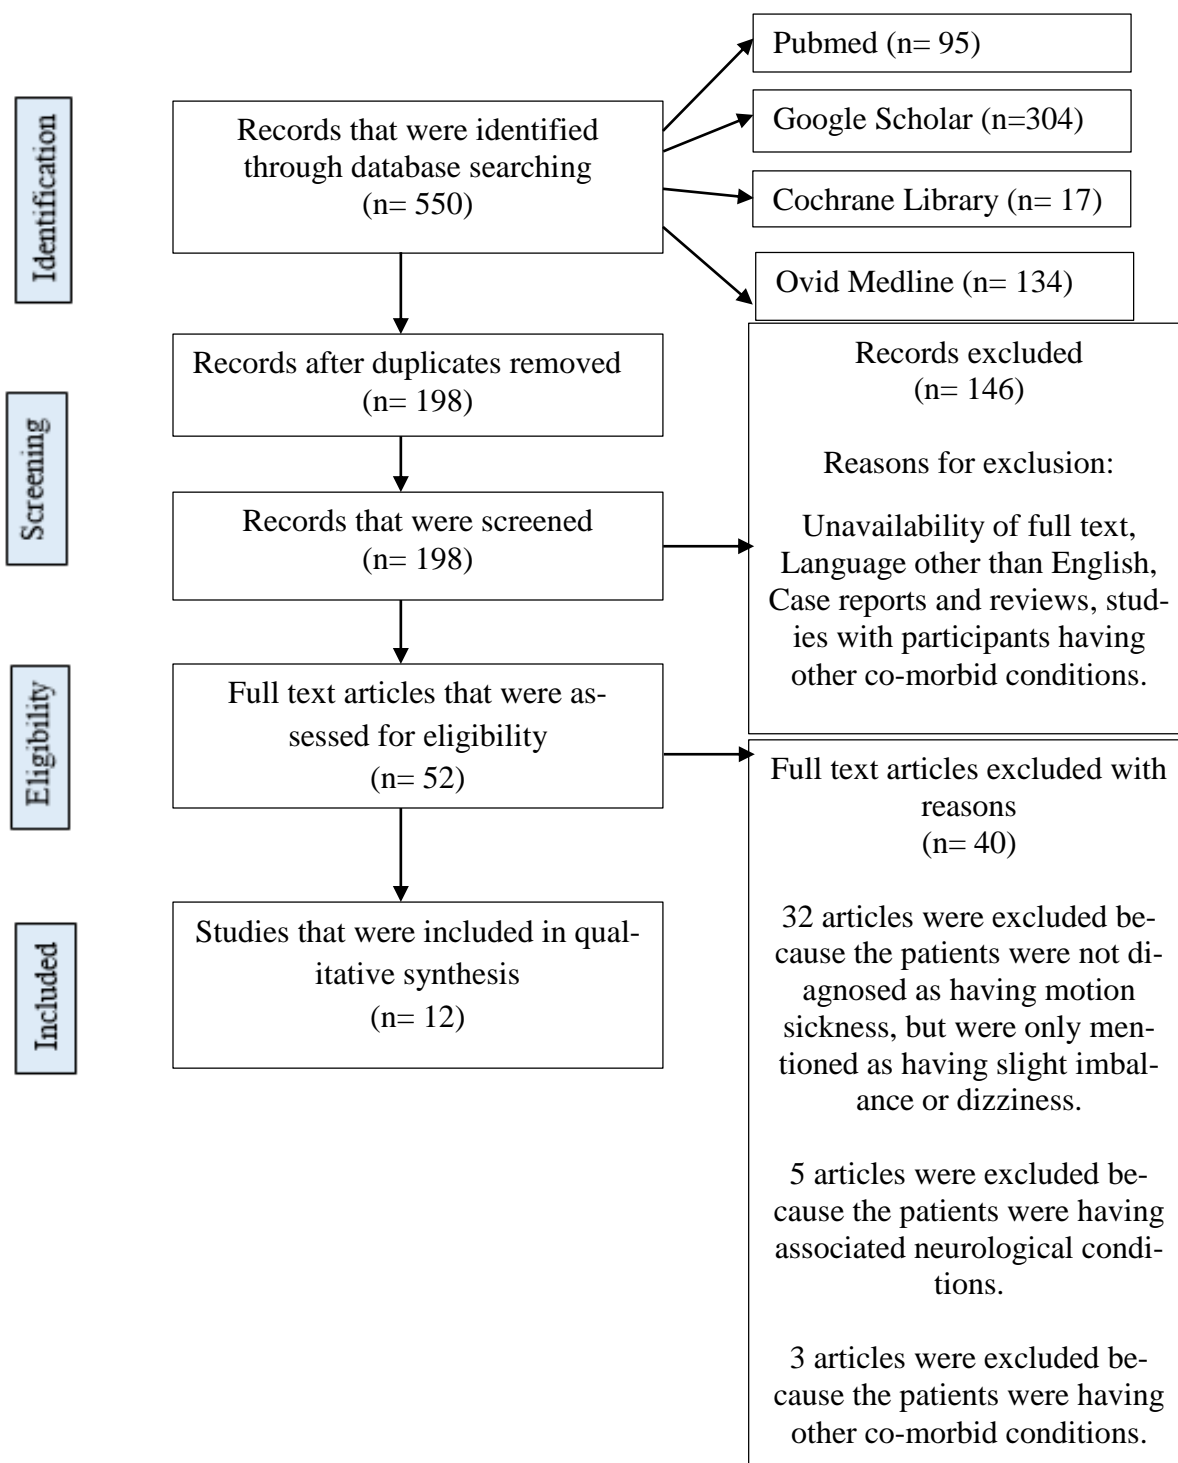 Identification
Records that were identified
through database searching
(n= 550)
Pubmed (n= 95)
Google Scholar (n=304)
Cochrane Library (n= 17)
Ovid Medline (n= 134)
Screening
Records after duplicates removed
(n= 198)
Records that were screened
(n= 198)
Records excluded
(n= 146)
Reasons for exclusion:
Unavailability of full text,
Language other than English,
Case reports and reviews, stud-
ies with participants having
other co-morbid conditions.
Eligibility
Full text articles that were as-
sessed for eligibility
(n= 52)
Full text articles excluded with
reasons
(n= 40)
32 articles were excluded be-
cause the patients were not di-
agnosed as having motion
sickness, but were only men-
tioned as having slight imbal-
ance or dizziness.
5 articles were excluded be-
cause the patients were having
associated neurological condi-
tions.
3 articles were excluded be-
cause the patients were having
other co-morbid conditions.
Included
Studies that were included in qual-
itative synthesis
(n= 12)